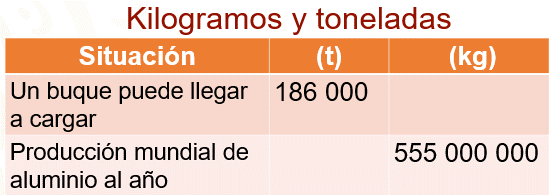 Kilogramos y toneladas
Situación (t) (kg)
Un buque puede llegar 186 000
a cargar
Producción mundial de 555 000 000
aluminio al año